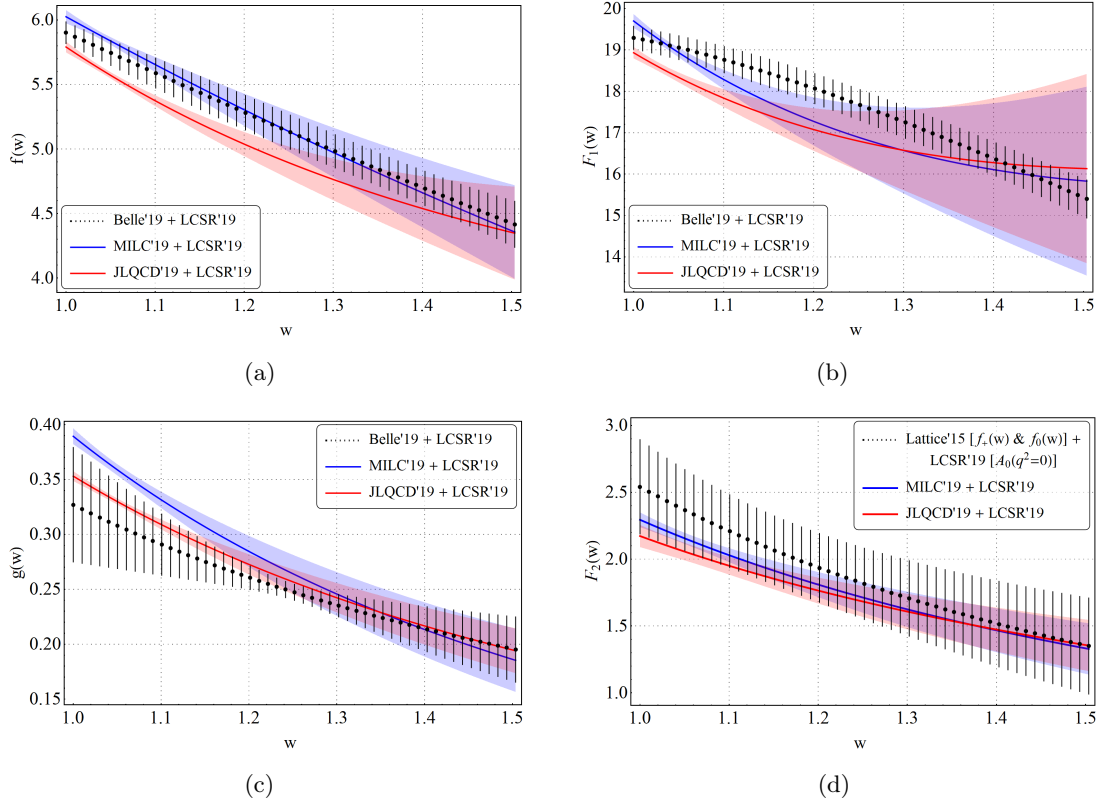 6.0
5.5
5.0
4.5
4.0
f(w)
Belle'19 + LCSR'19
MILC'19 + LCSR'19
JLQCD'19 + LCSR'19
1.0 1.1 1.2 1.3 1.4 1.5
w
(a)
20
19
18
17
16
15
14
13
F₁(w)
Belle'19 + LCSR'19
MILC'19 + LCSR'19
JLQCD'19 + LCSR'19
1.0 1.1 1.2 1.3 1.4 1.5
w
(b)
0.40
0.35
0.30
0.25
0.20
0.15
g(w)
Belle'19 + LCSR'19
MILC'19 + LCSR'19
JLQCD'19 + LCSR'19
1.0 1.1 1.2 1.3 1.4 1.5
w
(c)
3.0
2.5
2.0
1.5
1.0
F₂(w)
Lattice'15 [f₊(w) & f₀(w)] +
LCSR'19 [A₀(q²=0)]
MILC'19 + LCSR'19
JLQCD'19 + LCSR'19
1.0 1.1 1.2 1.3 1.4 1.5
w
(d)